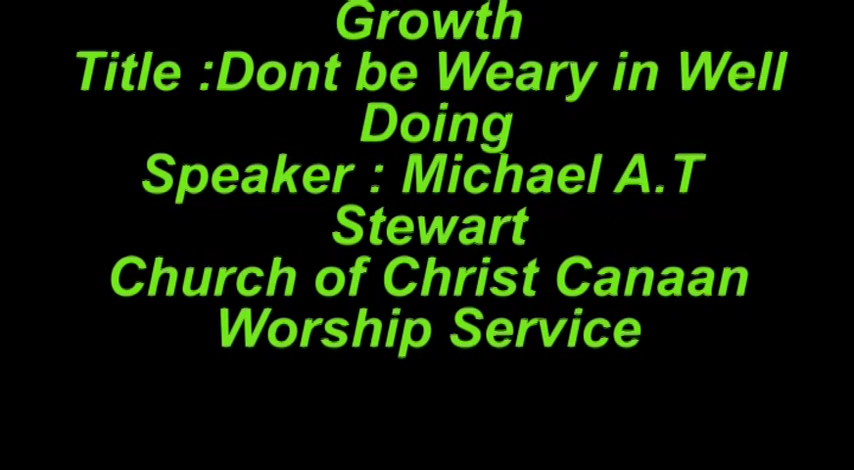 Growth
Title :Dont be Weary in Well
Doing
Speaker : Michael A.T
Stewart
Church of Christ Canaan
Worship Service